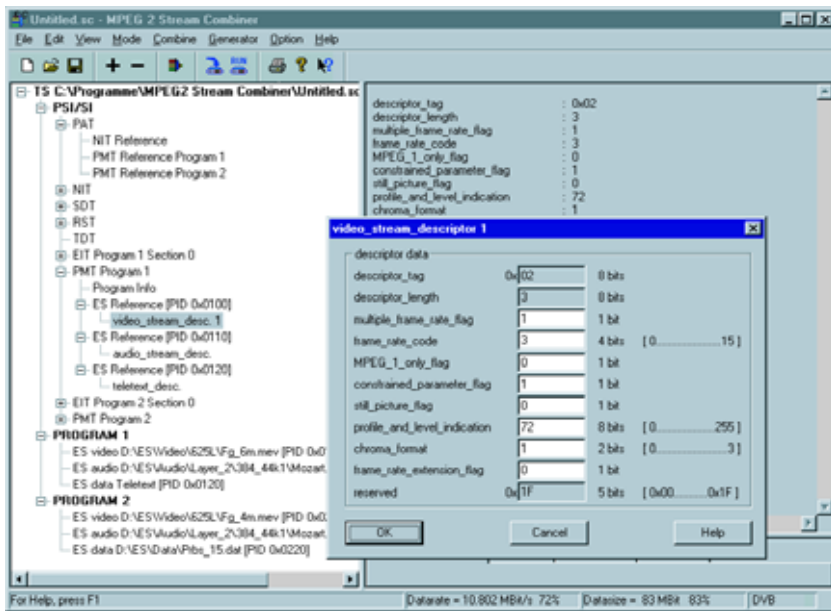 Untitled.sc - MPEG 2 Stream Combiner
File Edit View Mode Combine Generator Option Help
TS C:\Programme\MPEG2 Stream Combiner\Untitled.sc
PSI/SI
PAT
NIT Reference
PMT Reference Program 1
PMT Reference Program 2
NIT
SDT
RST
TDT
EIT Program 1 Section 0
PMT Program 1
Program Info
ES Reference [PID 0x0100]
video_stream_desc. 1
ES Reference [PID 0x0110]
audio_stream_desc.
ES Reference [PID 0x0120]
teletext_desc.
EIT Program 2 Section 0
PMT Program 2
PROGRAM 1
ES video D:\ES\Video\625L\Fg_6m.mev [PID 0x0
ES audio D:\ES\Audio\Layer_2\384_44k1\Mozart.
ES data Teletext [PID 0x0120]
PROGRAM 2
ES video D:\ES\Video\625L\Fg_4m.mev [PID 0x0
ES audio D:\ES\Audio\Layer_2\384_44k1\Mozart.
ES data D:\ES\Data\Prbs_15.dat [PID 0x0220]
descriptor_tag : 0x02
descriptor_length : 3
multiple_frame_rate_flag : 1
frame_rate_code : 3
MPEG_1_only_flag : 0
constrained_parameter_flag : 1
still_picture_flag : 0
profile_and_level_indication : 72
chroma_format : 1
video_stream_descriptor 1
descriptor data
descriptor_tag 0x 02 8 bits
descriptor_length 3 8 bits
multiple_frame_rate_flag 1 1 bit
frame_rate_code 3 4 bits [ 0...............15 ]
MPEG_1_only_flag 0 1 bit
constrained_parameter_flag 1 1 bit
still_picture_flag 0 1 bit
profile_and_level_indication 72 8 bits [ 0.............255 ]
chroma_format 1 2 bits [ 0.................3 ]
frame_rate_extension_flag 0 1 bit
reserved 0x 1F 5 bits [ 0x00..........0x1F ]
OK Cancel Help
For Help, press F1 Datarate = 10.802 MBit/s 72% Datasize = 83 MBit 83% DVB